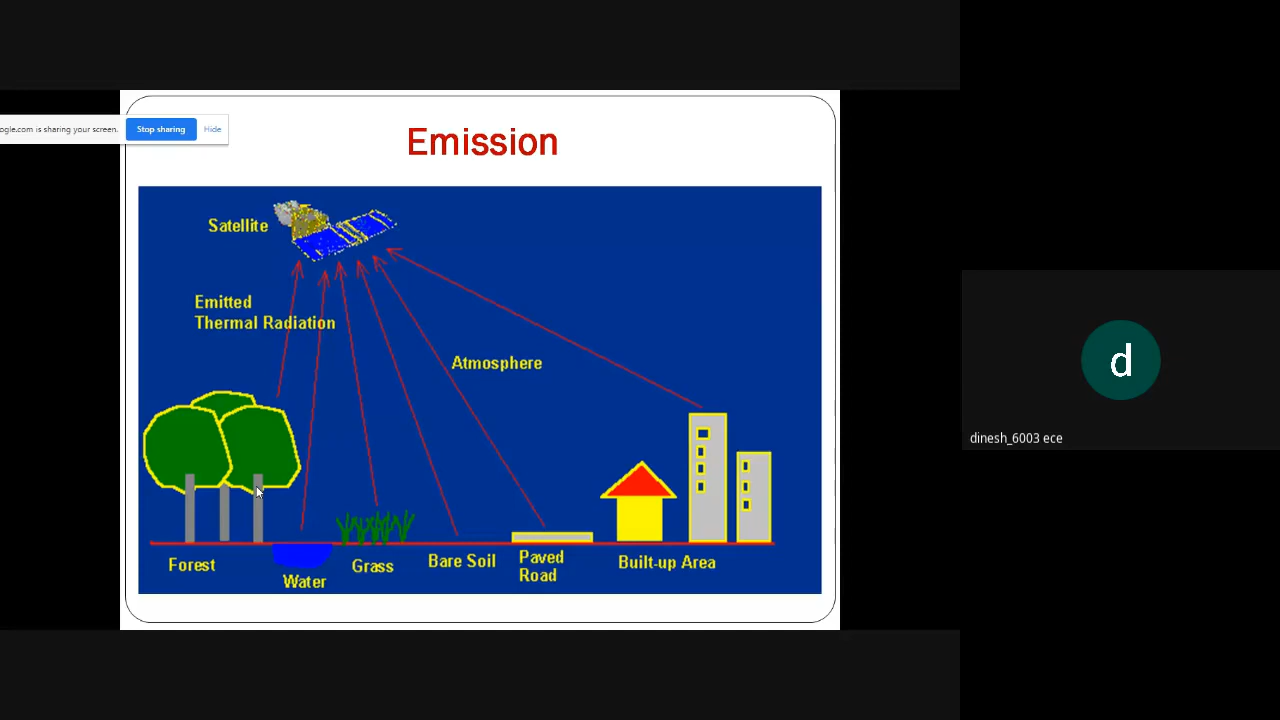 ogle.com is sharing your screen.
Stop sharing
Hide
Emission
Satellite
Emitted
Thermal Radiation
Atmosphere
Forest
Water
Grass
Bare Soil
Paved
Road
Built-up Area
d
dinesh_6003 ece